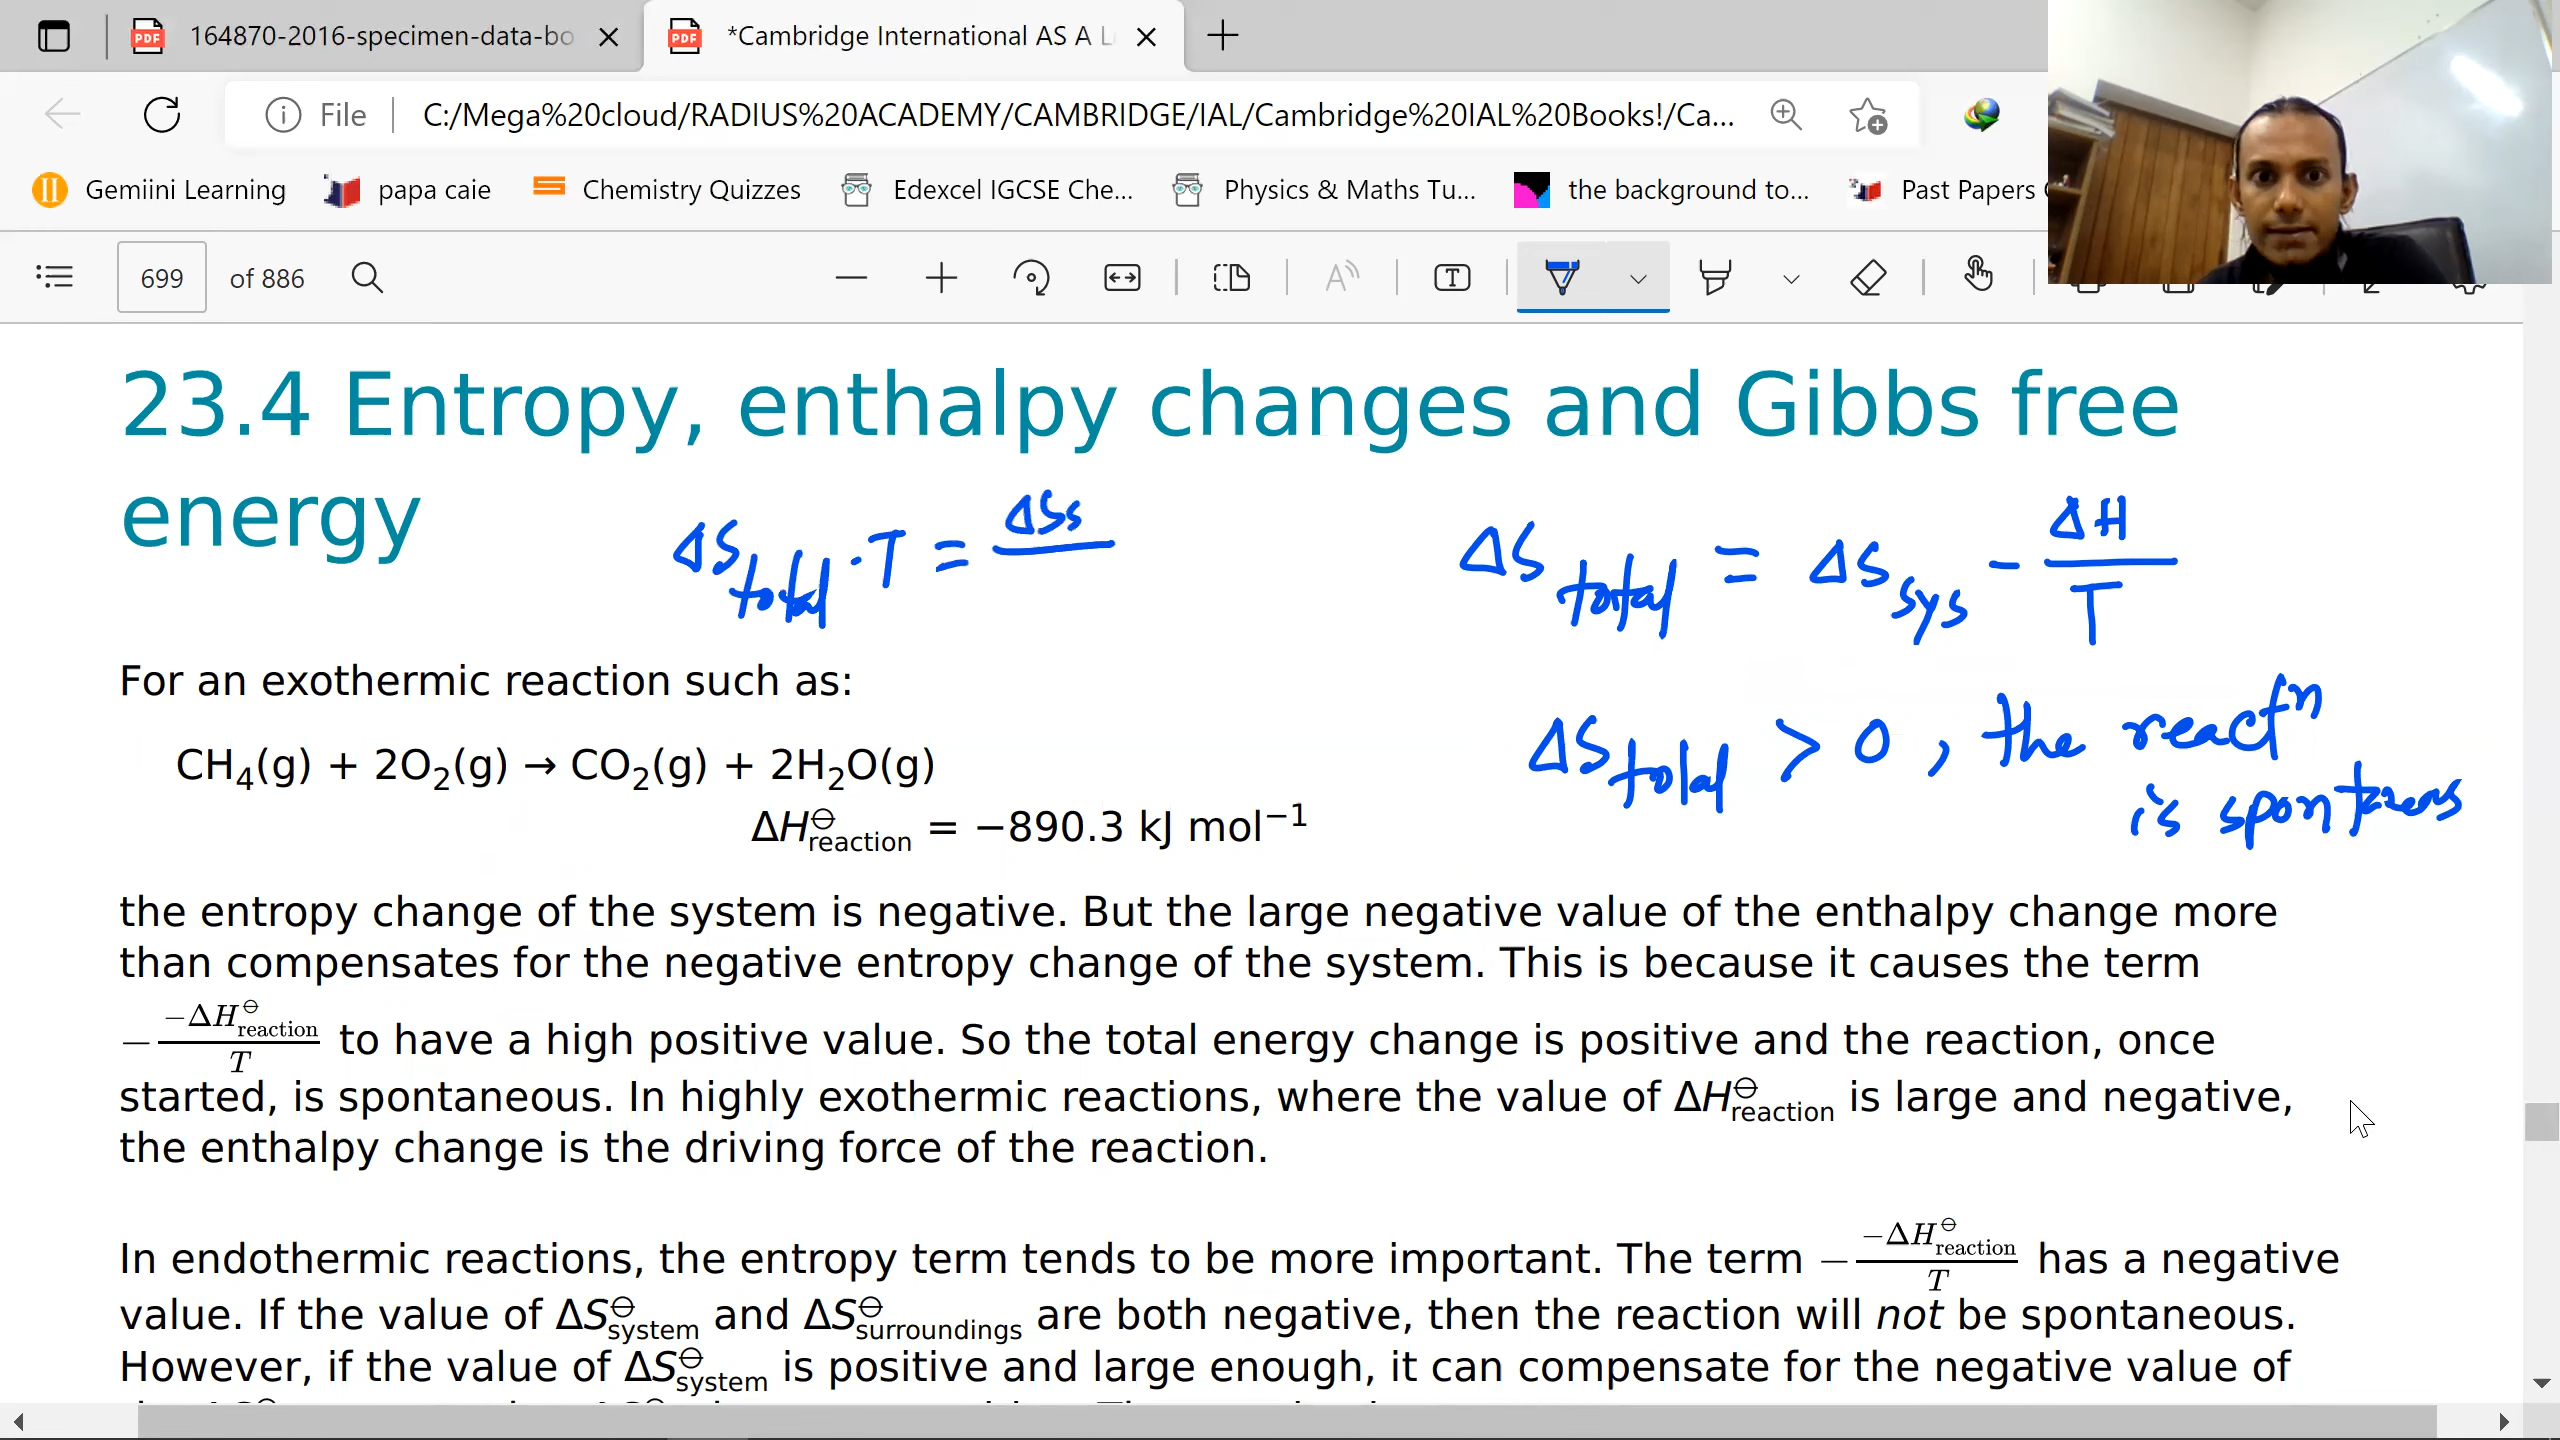 164870-2016-specimen-data-bo
*Cambridge International AS A L
File
C:/Mega%20cloud/RADIUS%20ACADEMY/CAMBRIDGE/IAL/Cambridge%20IAL%20Books!/Ca...
Gemiini Learning papa caie Chemistry Quizzes Edexcel IGCSE Che... Physics & Maths Tu... the background to... Past Papers
699 of 886
23.4 Entropy, enthalpy changes and Gibbs free
energy
ΔS total · T = ΔSs
ΔS total = ΔS sys - ΔH / T
For an exothermic reaction such as:
ΔS total > 0 , the reactn
is spontaneous
CH₄(g) + 2O₂(g) → CO₂(g) + 2H₂O(g)
ΔH⦵reaction = −890.3 kJ mol⁻¹
the entropy change of the system is negative. But the large negative value of the enthalpy change more
than compensates for the negative entropy change of the system. This is because it causes the term
− −ΔH⦵reaction / T to have a high positive value. So the total energy change is positive and the reaction, once
started, is spontaneous. In highly exothermic reactions, where the value of ΔH⦵reaction is large and negative,
the enthalpy change is the driving force of the reaction.
In endothermic reactions, the entropy term tends to be more important. The term − −ΔH⦵reaction / T has a negative
value. If the value of ΔS⦵system and ΔS⦵surroundings are both negative, then the reaction will not be spontaneous.
However, if the value of ΔS⦵system is positive and large enough, it can compensate for the negative value of